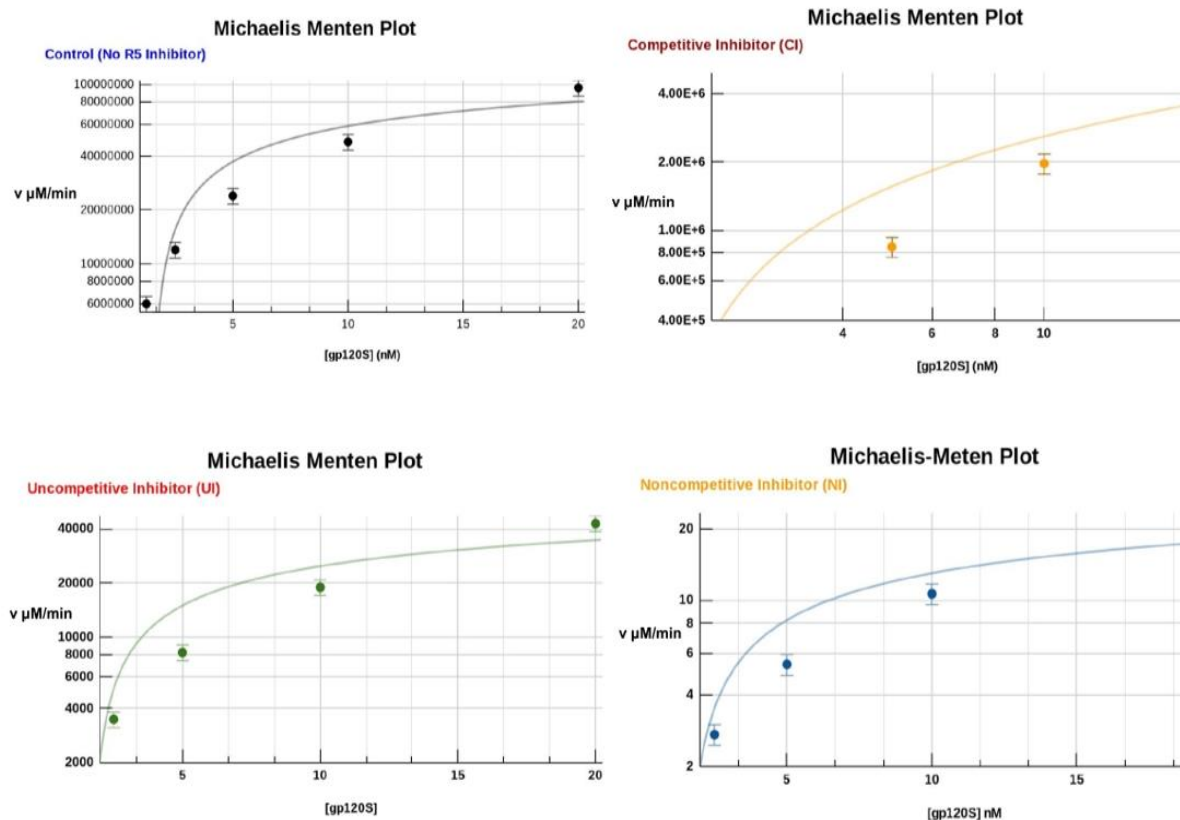 Michaelis Menten Plot
Control (No R5 Inhibitor)
100000000
80000000
60000000
40000000
v µM/min
20000000
10000000
8000000
6000000
5
10
15
20
[gp120S] (nM)
Michaelis Menten Plot
Competitive Inhibitor (CI)
4.00E+6
2.00E+6
v µM/min
1.00E+6
8.00E+5
6.00E+5
4.00E+5
4
6
8
10
[gp120S] (nM)
Michaelis Menten Plot
Uncompetitive Inhibitor (UI)
40000
20000
v µM/min
10000
8000
6000
4000
2000
5
10
15
20
[gp120S]
Michaelis-Meten Plot
Noncompetitive Inhibitor (NI)
20
10
8
v µM/min
6
4
2
5
10
15
[gp120S] nM